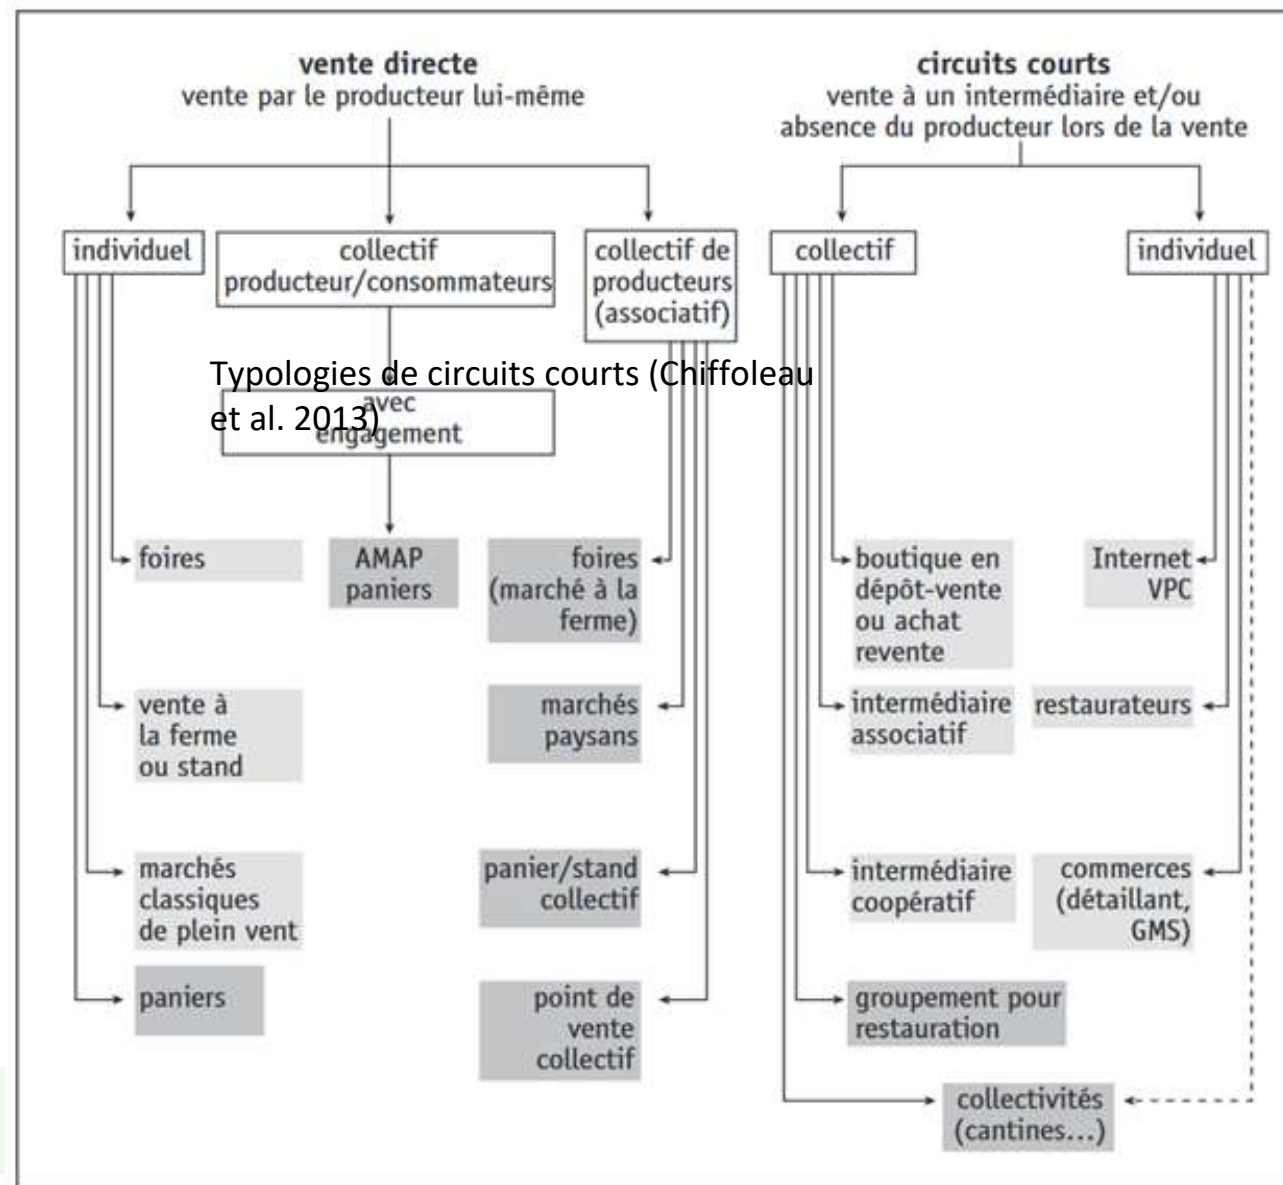 vente directe
vente par le producteur lui-même
circuits courts
vente à un intermédiaire et/ou
absence du producteur lors de la vente
individuel
collectif
producteur/consommateurs
collectif de
producteurs
(associatif)
collectif
individuel
Typologies de circuits courts (Chiffoleau
et al. 2013)
avec
engagement
foires
AMAP
paniers
foires
(marché à la
ferme)
boutique en
dépôt-vente
ou achat
revente
Internet
VPC
vente à
la ferme
ou stand
marchés
paysans
intermédiaire
associatif
restaurateurs
marchés
classiques
de plein vent
panier/stand
collectif
intermédiaire
coopératif
commerces
(détaillant,
GMS)
paniers
point de
vente
collectif
groupement pour
restauration
collectivités
(cantines...)